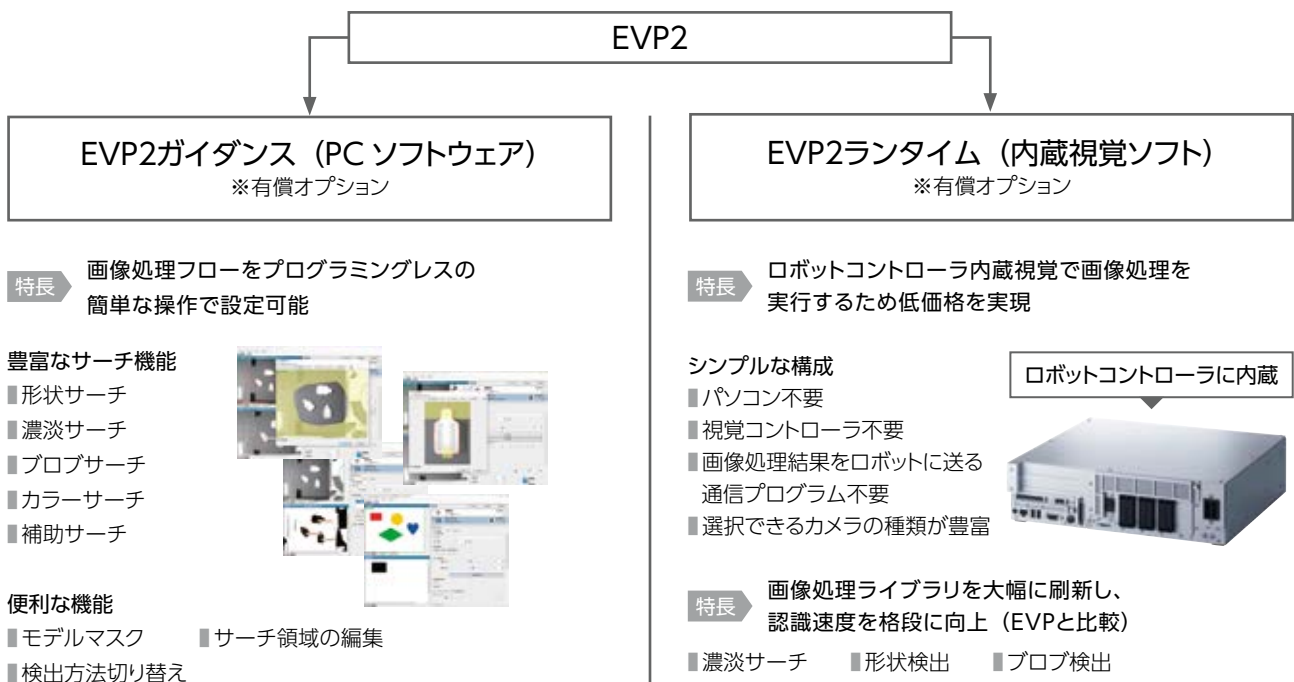 EVP2
EVP2ガイダンス（PC ソフトウェア）
※有償オプション
特長
画像処理フローをプログラミングレスの
簡単な操作で設定可能
豊富なサーチ機能
■形状サーチ
■濃淡サーチ
■ブロブサーチ
■カラーサーチ
■補助サーチ
便利な機能
■モデルマスク ■サーチ領域の編集
■検出方法切り替え
EVP2ランタイム（内蔵視覚ソフト）
※有償オプション
特長
ロボットコントローラ内蔵視覚で画像処理を
実行するため低価格を実現
シンプルな構成
■パソコン不要
■視覚コントローラ不要
■画像処理結果をロボットに送る
通信プログラム不要
■選択できるカメラの種類が豊富
ロボットコントローラに内蔵
特長
画像処理ライブラリを大幅に刷新し、
認識速度を格段に向上（EVPと比較）
■濃淡サーチ ■形状検出 ■ブロブ検出